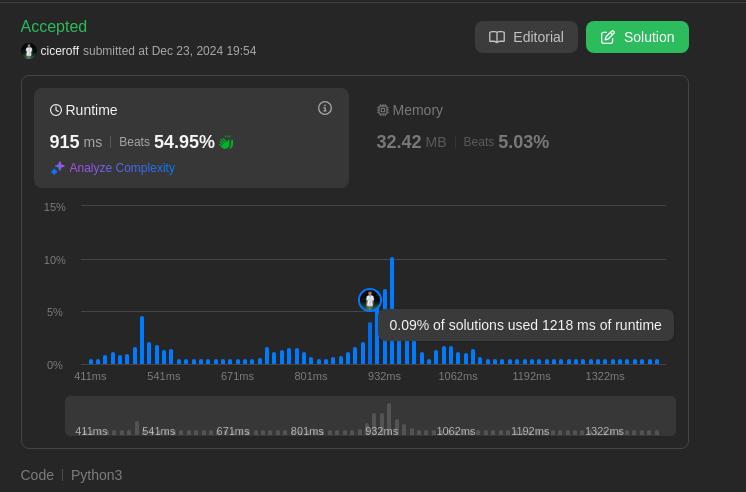 Accepted
Editorial
Solution
ciceroff submitted at Dec 23, 2024 19:54
Runtime
Memory
915 ms | Beats 54.95%
32.42 MB | Beats 5.03%
Analyze Complexity
15%
10%
5%
0.09% of solutions used 1218 ms of runtime
0%
411ms 541ms 671ms 801ms 932ms 1062ms 1192ms 1322ms
411ms 541ms 671ms 801ms 932ms 1062ms 1192ms 1322ms
Code | Python3